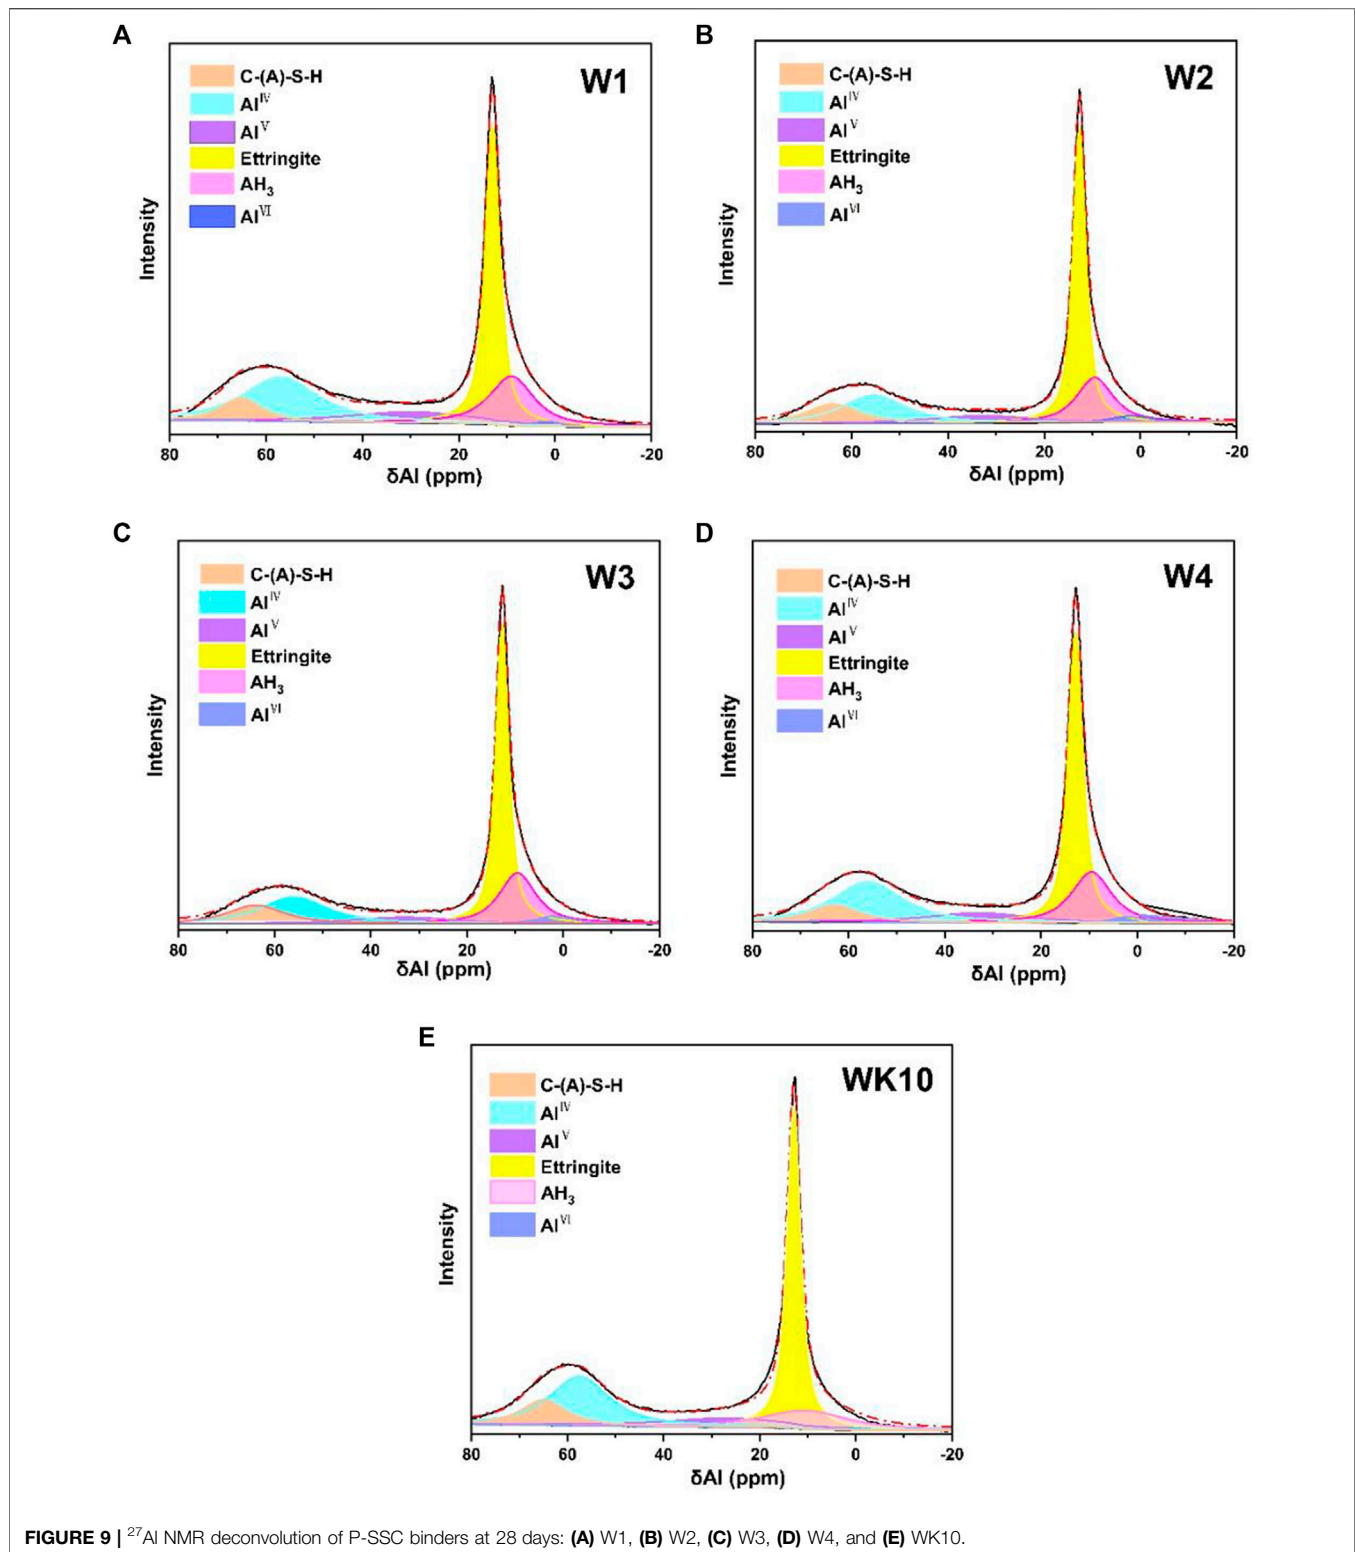 A
W1
C-(A)-S-H
Al^IV
Al^V
Ettringite
AH₃
Al^VI
Intensity
80 60 40 20 0 -20
δAl (ppm)
B
W2
C-(A)-S-H
Al^IV
Al^V
Ettringite
AH₃
Al^VI
Intensity
80 60 40 20 0 -20
δAl (ppm)
C
W3
C-(A)-S-H
Al^IV
Al^V
Ettringite
AH₃
Al^VI
Intensity
80 60 40 20 0 -20
δAl (ppm)
D
W4
C-(A)-S-H
Al^IV
Al^V
Ettringite
AH₃
Al^VI
Intensity
80 60 40 20 0 -20
δAl (ppm)
E
WK10
C-(A)-S-H
Al^IV
Al^V
Ettringite
AH₃
Al^VI
Intensity
80 60 40 20 0 -20
δAl (ppm)
FIGURE 9 | ²⁷Al NMR deconvolution of P-SSC binders at 28 days: (A) W1, (B) W2, (C) W3, (D) W4, and (E) WK10.